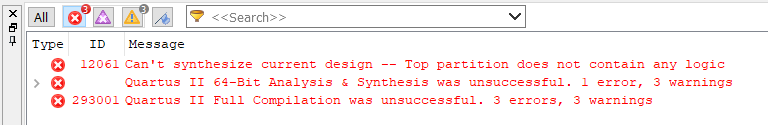 All 3 3 <<Search>>
Type ID Message
12061 Can't synthesize current design -- Top partition does not contain any logic
Quartus II 64-Bit Analysis & Synthesis was unsuccessful. 1 error, 3 warnings
293001 Quartus II Full Compilation was unsuccessful. 3 errors, 3 warnings